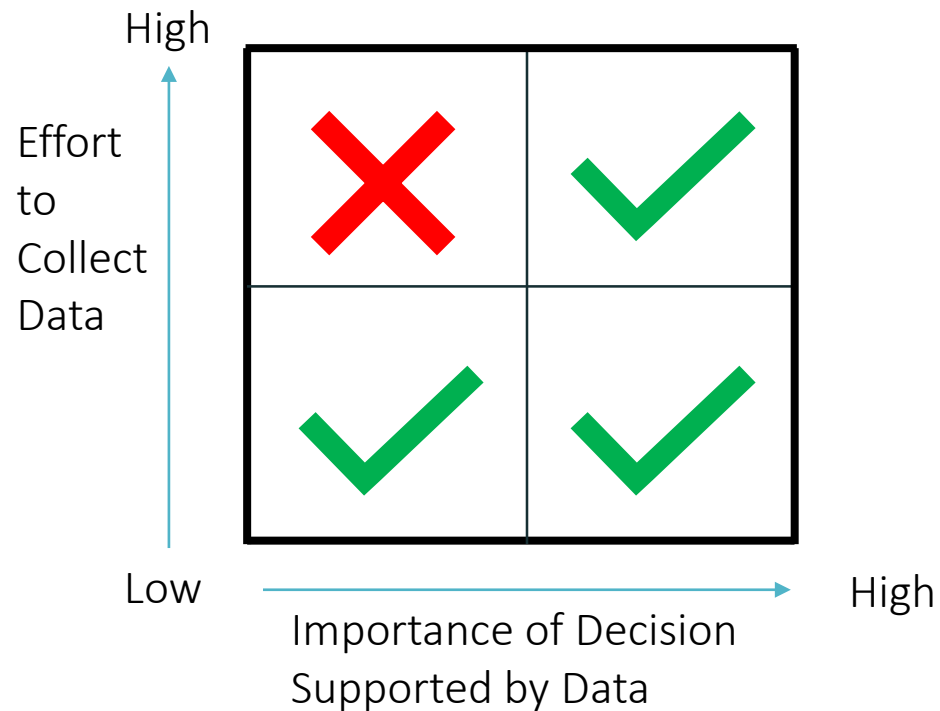 High
Effort
to
Collect
Data
Low
High
Importance of Decision
Supported by Data